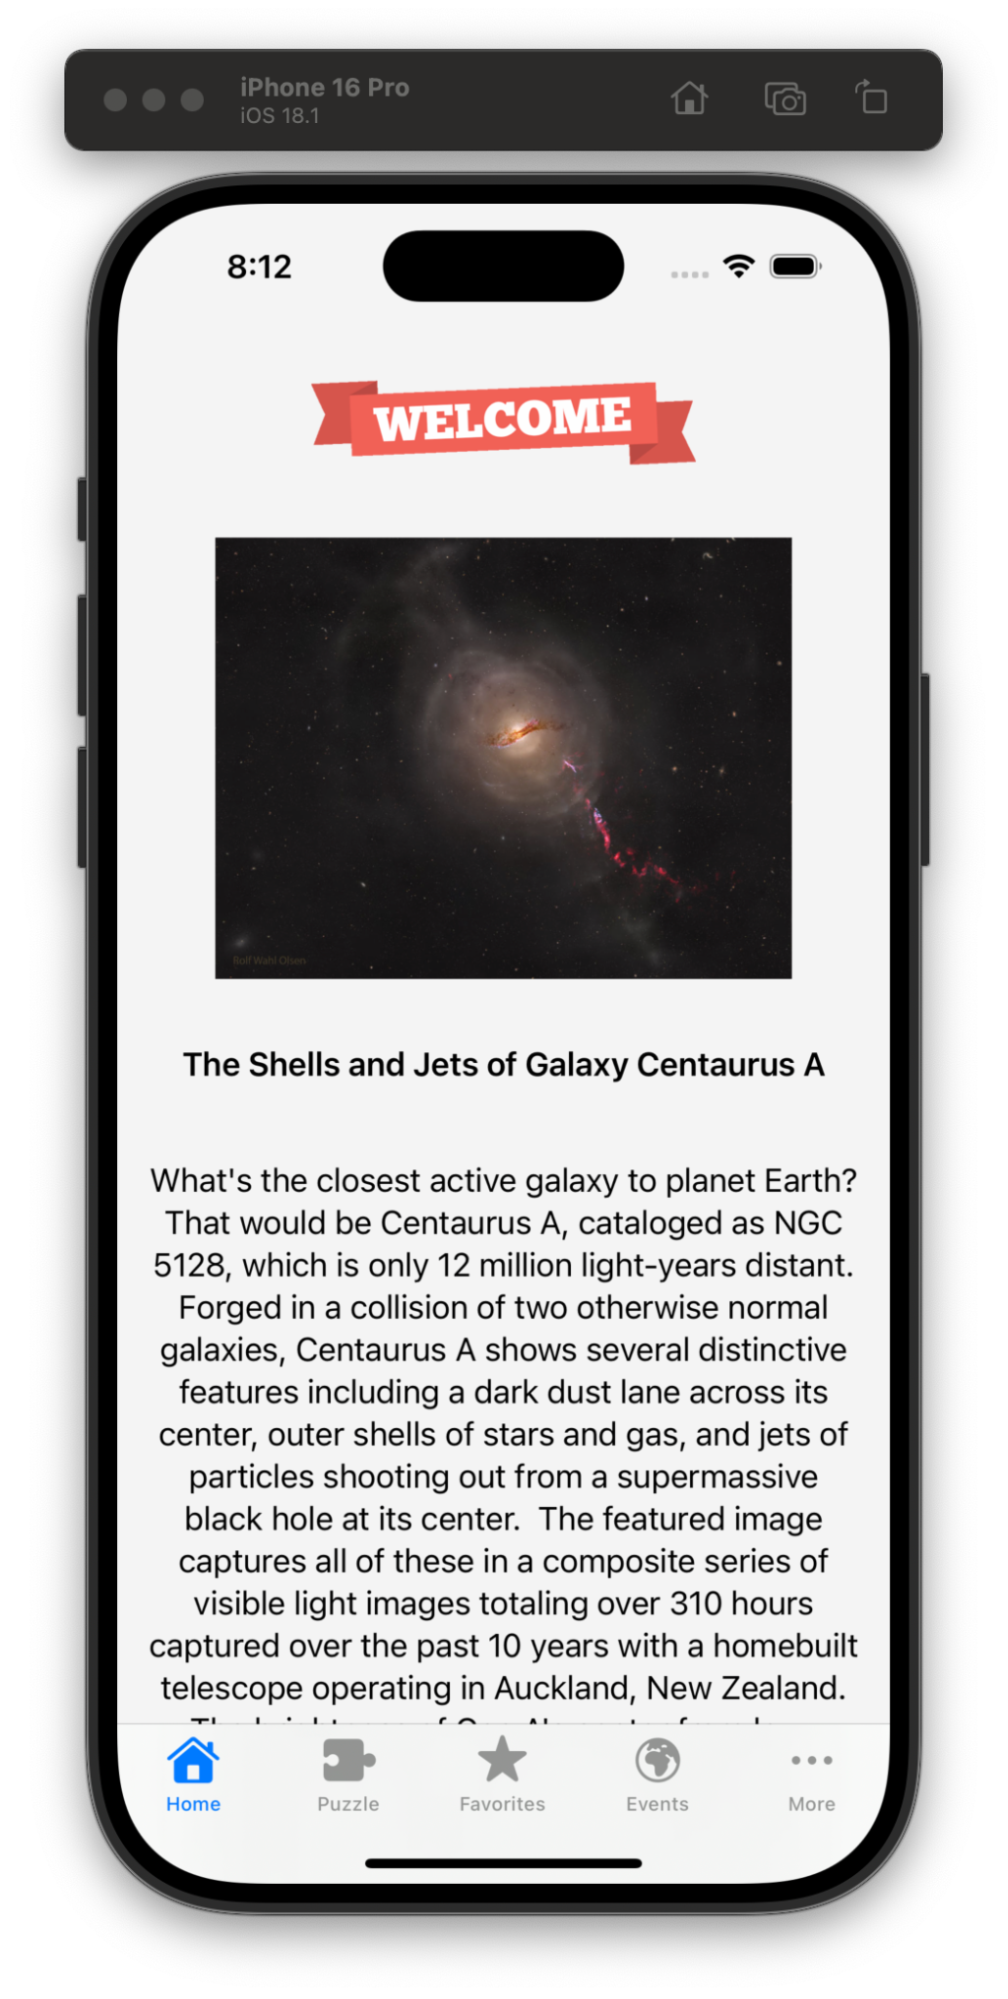 iPhone 16 Pro
iOS 18.1
8:12
WELCOME
Rolf Wahl Olsen
The Shells and Jets of Galaxy Centaurus A
What's the closest active galaxy to planet Earth?
That would be Centaurus A, cataloged as NGC
5128, which is only 12 million light-years distant.
Forged in a collision of two otherwise normal
galaxies, Centaurus A shows several distinctive
features including a dark dust lane across its
center, outer shells of stars and gas, and jets of
particles shooting out from a supermassive
black hole at its center.  The featured image
captures all of these in a composite series of
visible light images totaling over 310 hours
captured over the past 10 years with a homebuilt
telescope operating in Auckland, New Zealand.
Home Puzzle Favorites Events More